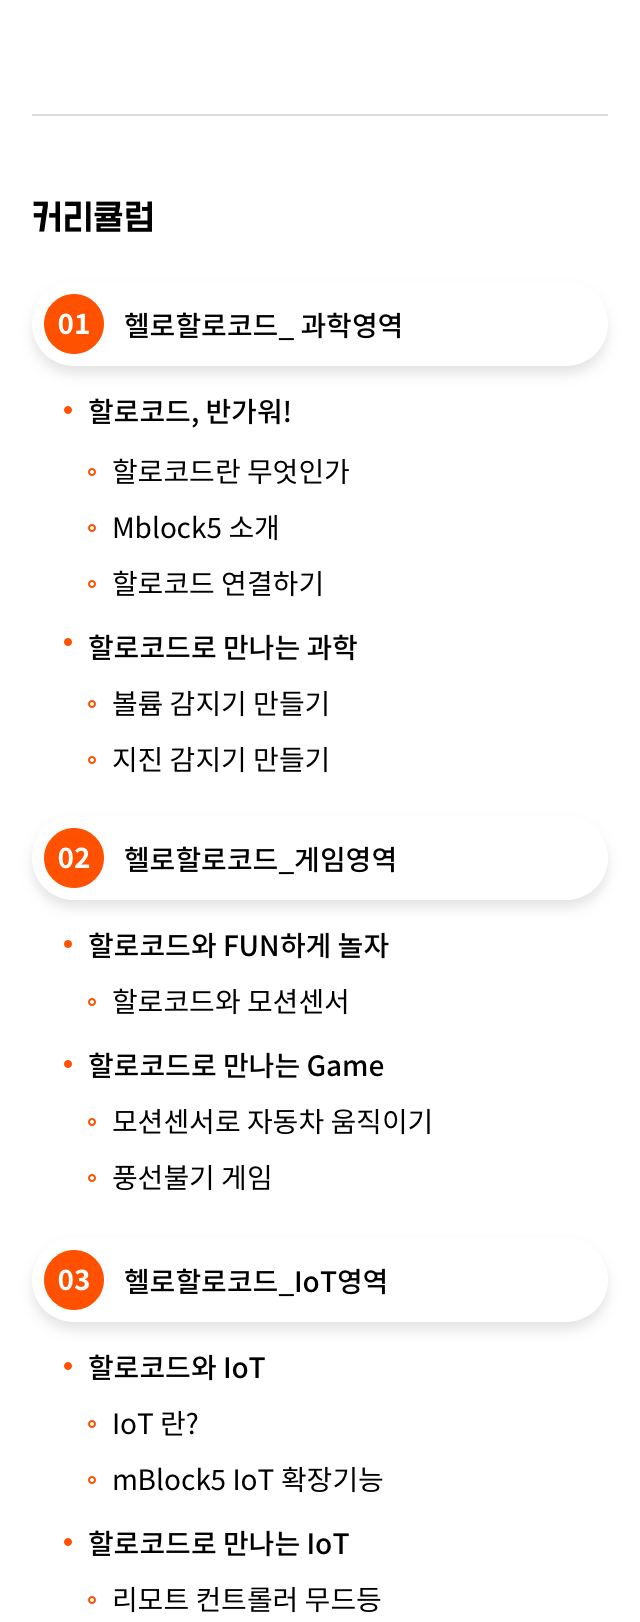 커리큘럼
01 헬로할로코드_ 과학영역
할로코드, 반가워!
할로코드란 무엇인가
Mblock5 소개
할로코드 연결하기
할로코드로 만나는 과학
볼륨 감지기 만들기
지진 감지기 만들기
02 헬로할로코드_게임영역
할로코드와 FUN하게 놀자
할로코드와 모션센서
할로코드로 만나는 Game
모션센서로 자동차 움직이기
풍선불기 게임
03 헬로할로코드_IoT영역
할로코드와 IoT
IoT 란?
mBlock5 IoT 확장기능
할로코드로 만나는 IoT
리모트 컨트롤러 무드등